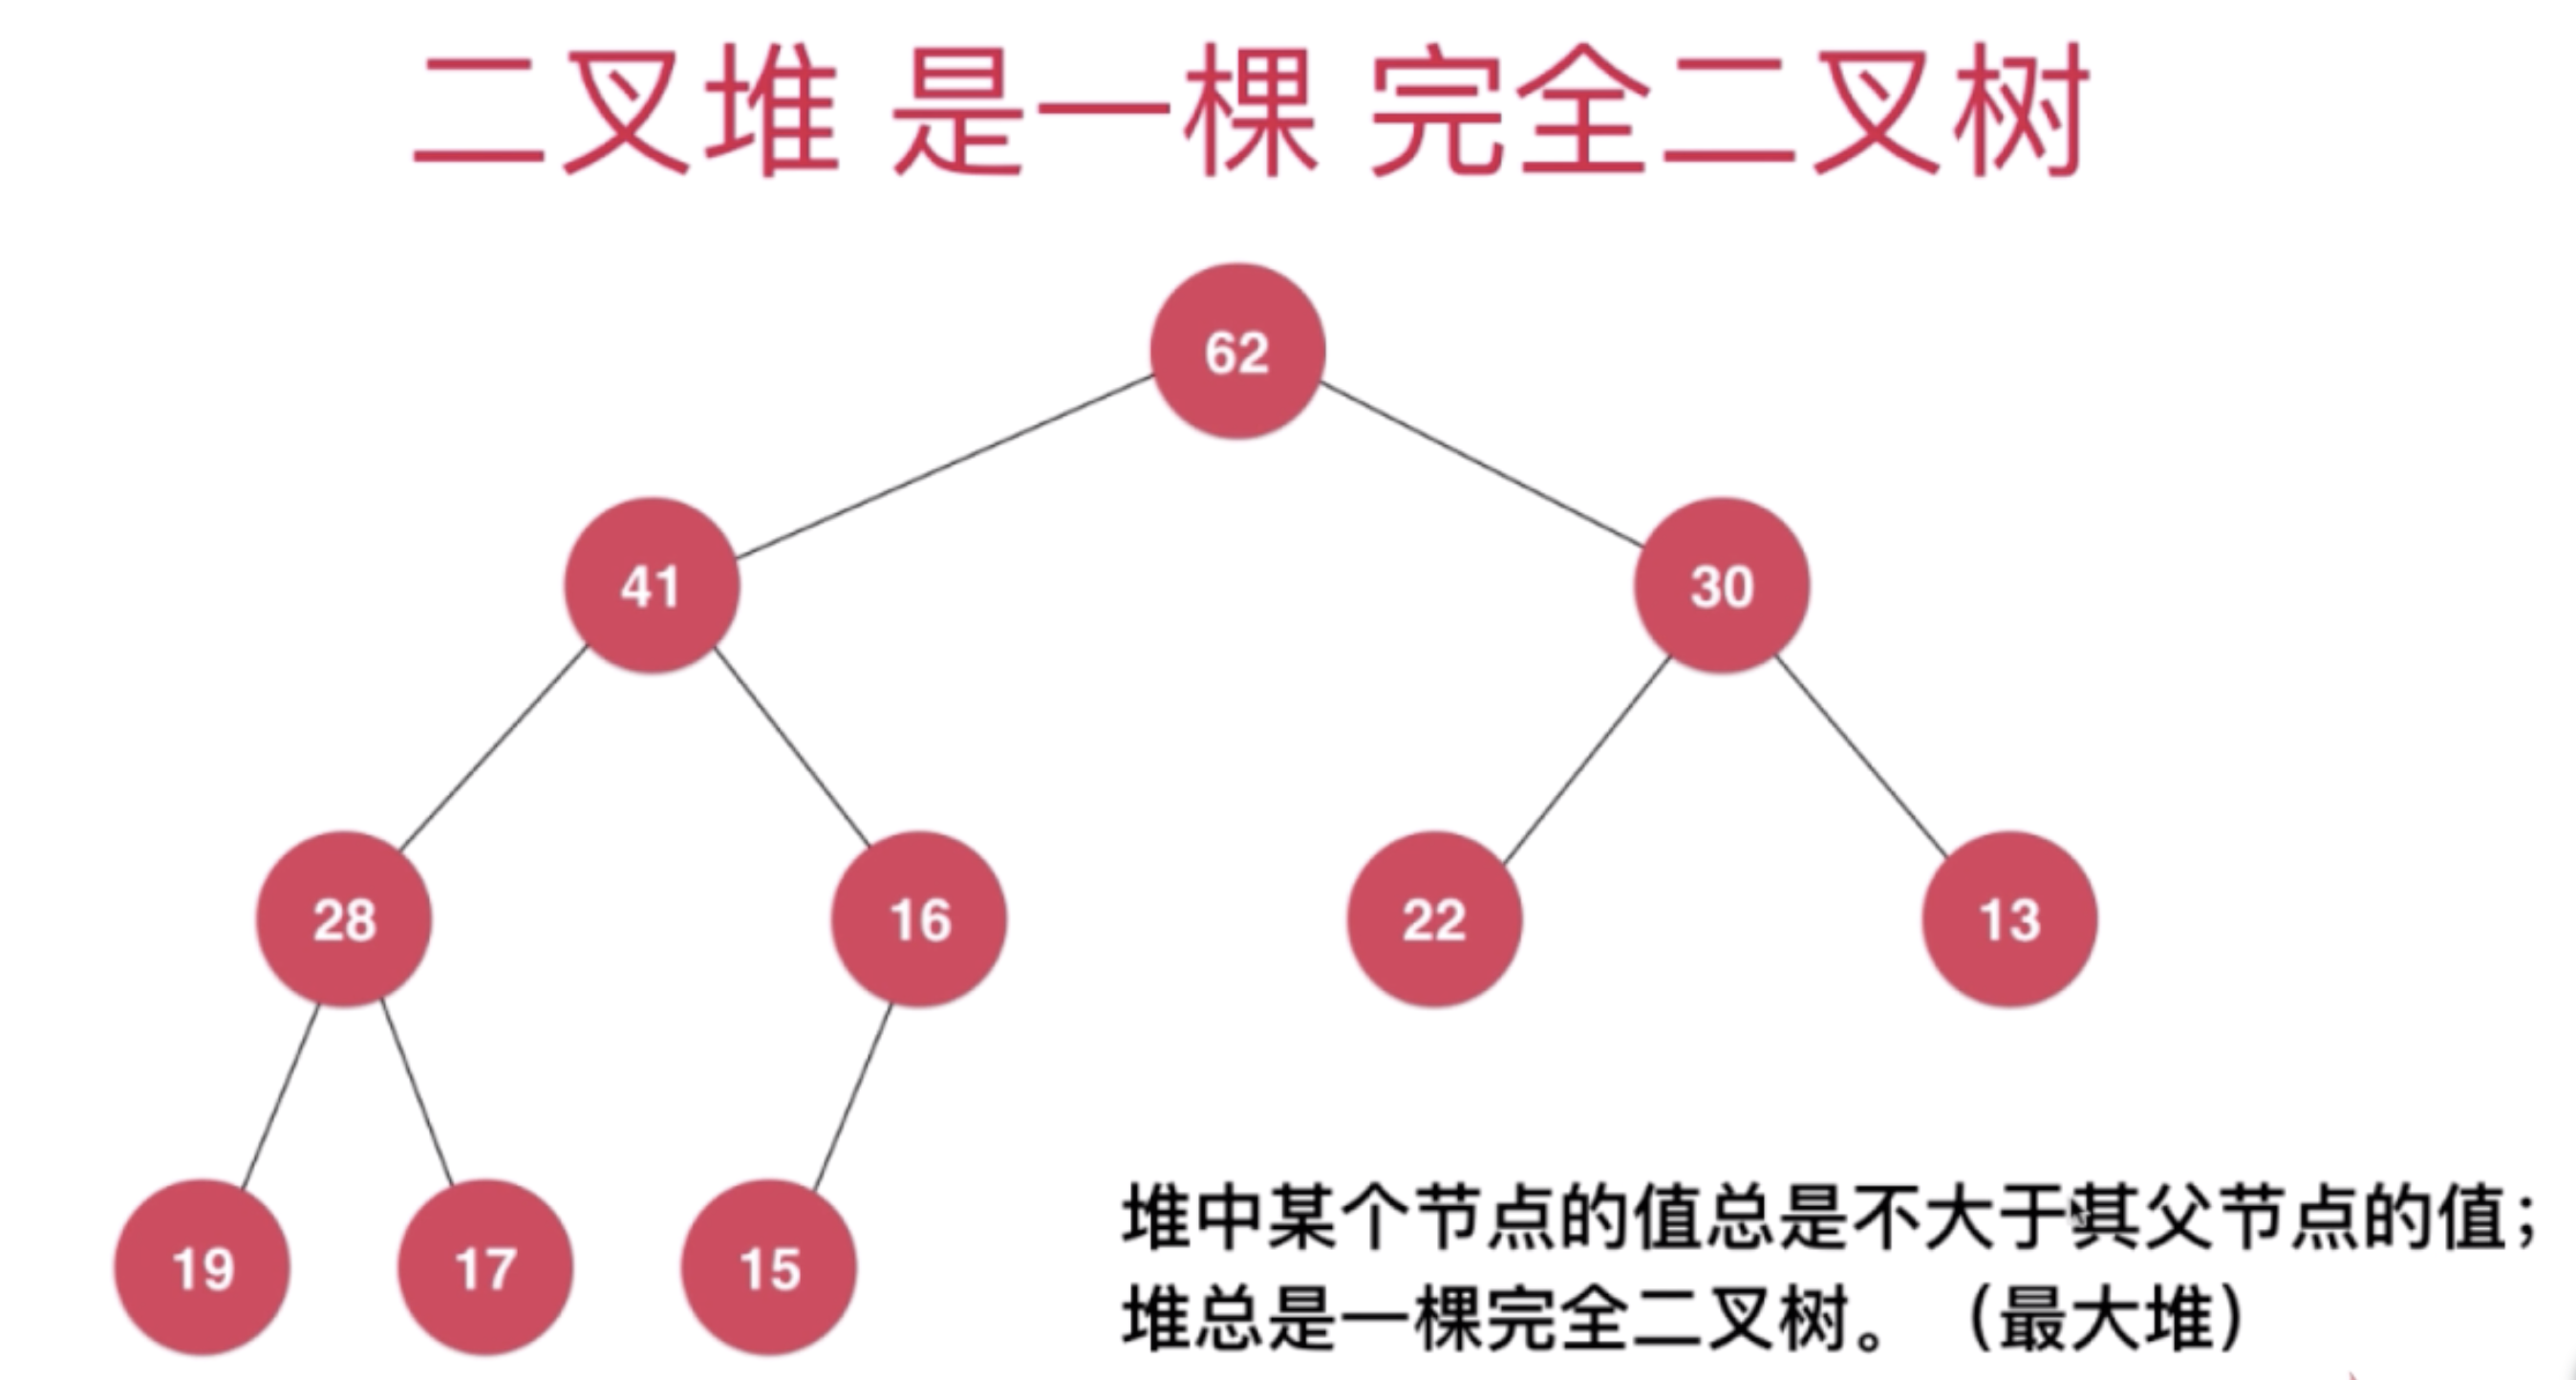 二叉堆 是一棵 完全二叉树
62
41 30
28 16 22 13
19 17 15
堆中某个节点的值总是不大于其父节点的值；
堆总是一棵完全二叉树。（最大堆）